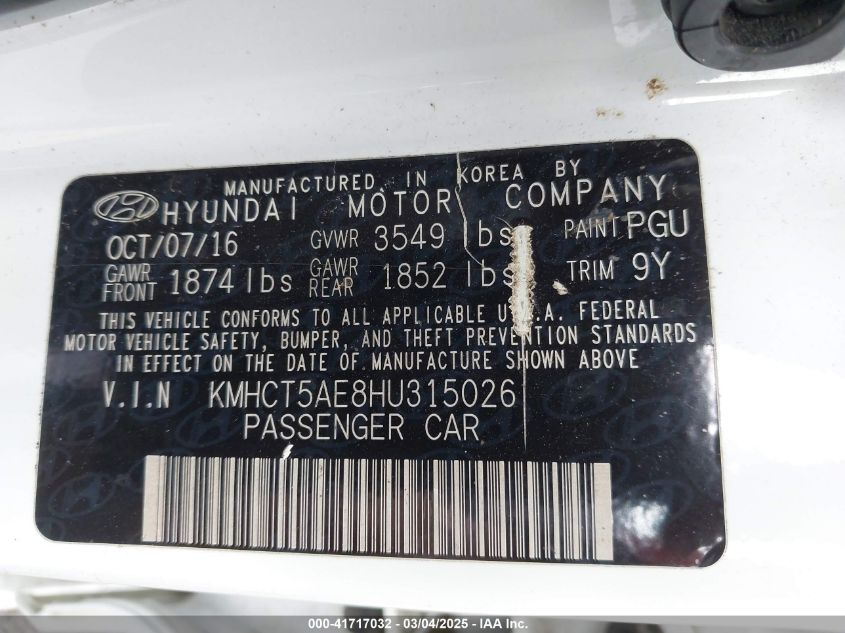 MANUFACTURED IN KOREA BY
HYUNDAI MOTOR COMPANY
OCT/07/16 GVWR 3549 lbs PAINT PGU
GAWR FRONT 1874 lbs GAWR REAR 1852 lbs TRIM 9Y
THIS VEHICLE CONFORMS TO ALL APPLICABLE U.S.A. FEDERAL
MOTOR VEHICLE SAFETY, BUMPER, AND THEFT PREVENTION STANDARDS
IN EFFECT ON THE DATE OF MANUFACTURE SHOWN ABOVE
V.I.N KMHCT5AE8HU315026
PASSENGER CAR
000-41717032 — 03/04/2025 — IAA Inc.